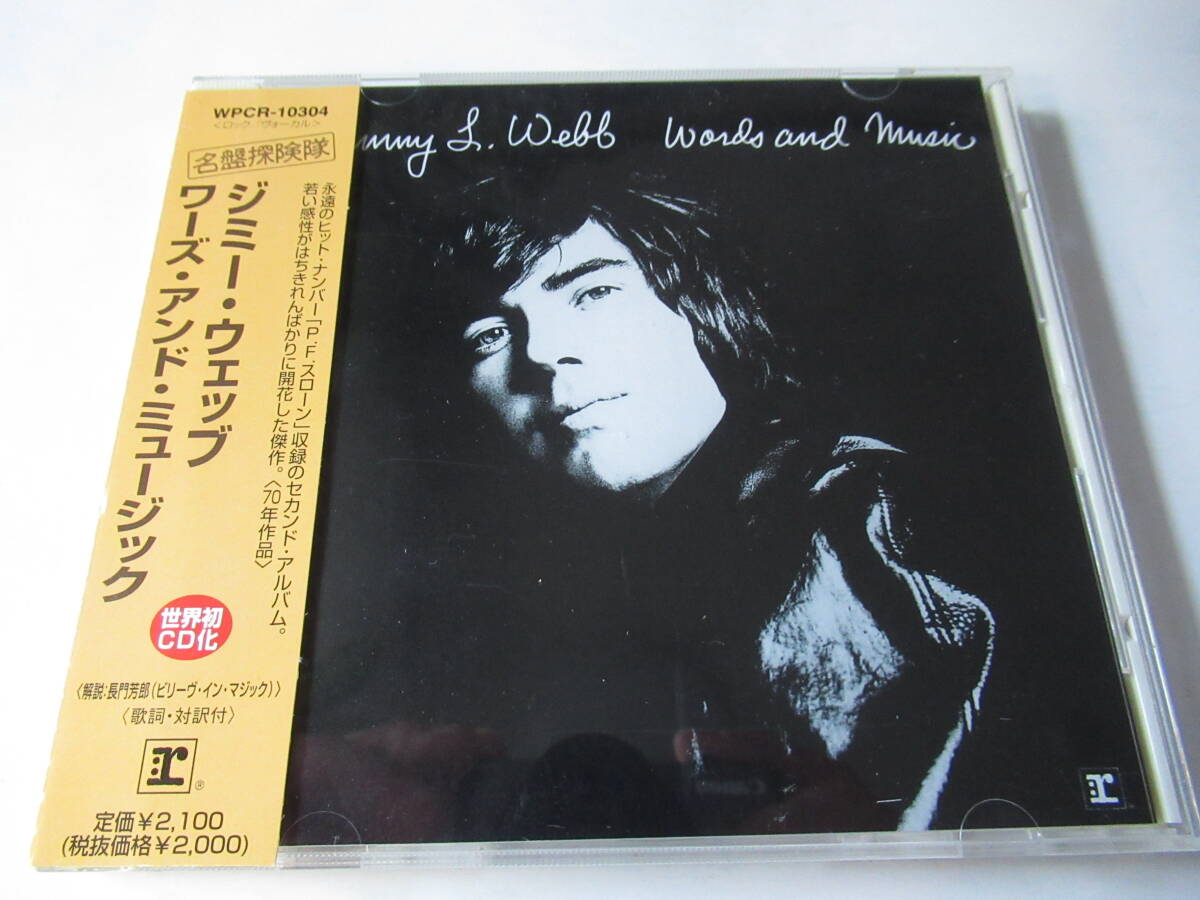 WPCR-10304
<ロック/ヴォーカル>
名盤探険隊
ジミー・ウェッブ
ワーズ・アンド・ミュージック
永遠のヒット・ナンバー「P.F.スローン」収録のセカンド・アルバム。
若い感性がはちきれんばかりに開花した傑作。〈70年作品〉
世界初
CD化
〈解説:長門芳郎(ビリーヴ・イン・マジック)〉
〈歌詞・対訳付〉
r
®
定価¥2,100
(税抜価格¥2,000)
mmy L. Webb Words and Music
r